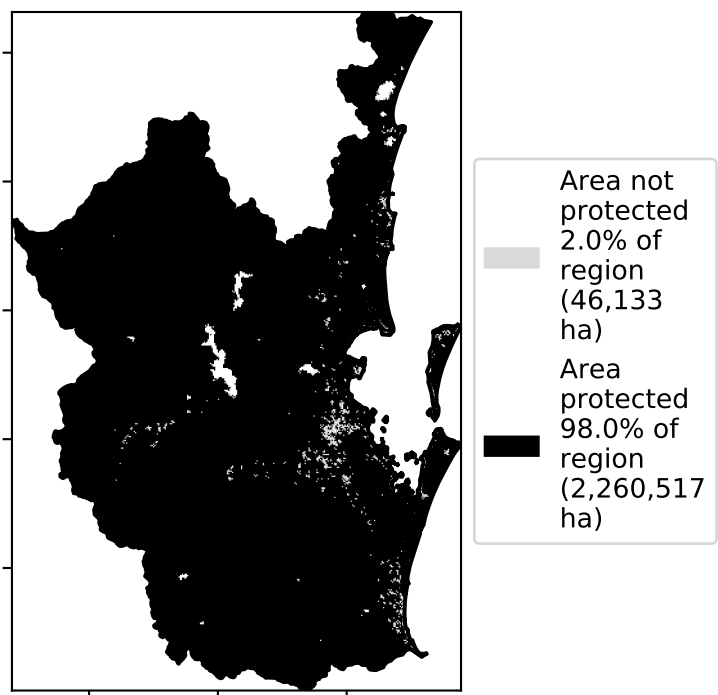 Area not
protected
2.0% of
region
(46,133
ha)
Area
protected
98.0% of
region
(2,260,517
ha)